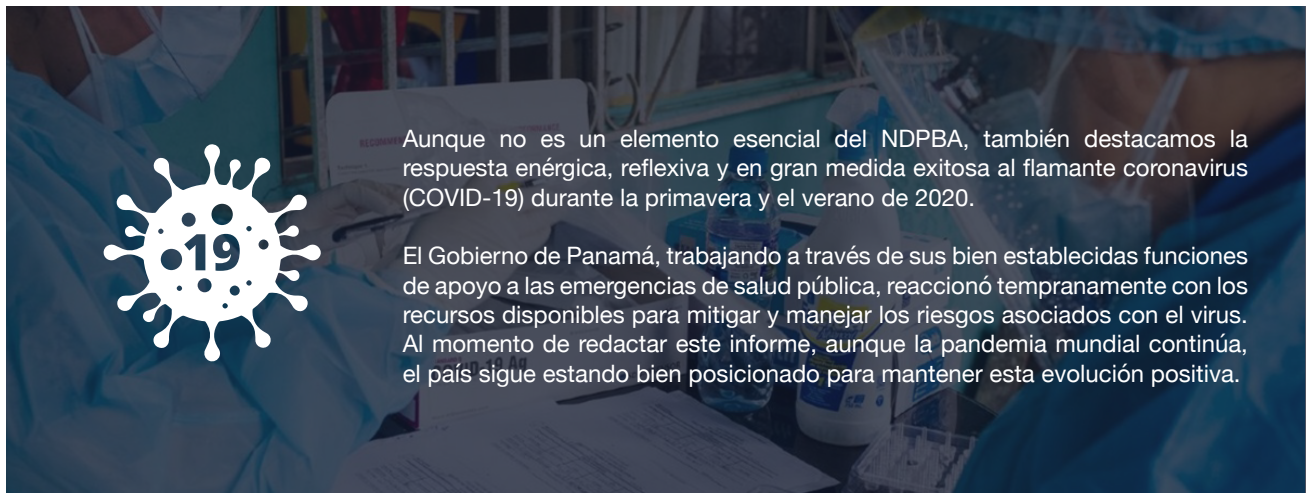 19
Aunque no es un elemento esencial del NDPBA, también destacamos la
respuesta enérgica, reflexiva y en gran medida exitosa al flamante coronavirus
(COVID-19) durante la primavera y el verano de 2020.
El Gobierno de Panamá, trabajando a través de sus bien establecidas funciones
de apoyo a las emergencias de salud pública, reaccionó tempranamente con los
recursos disponibles para mitigar y manejar los riesgos asociados con el virus.
Al momento de redactar este informe, aunque la pandemia mundial continúa,
el país sigue estando bien posicionado para mantener esta evolución positiva.